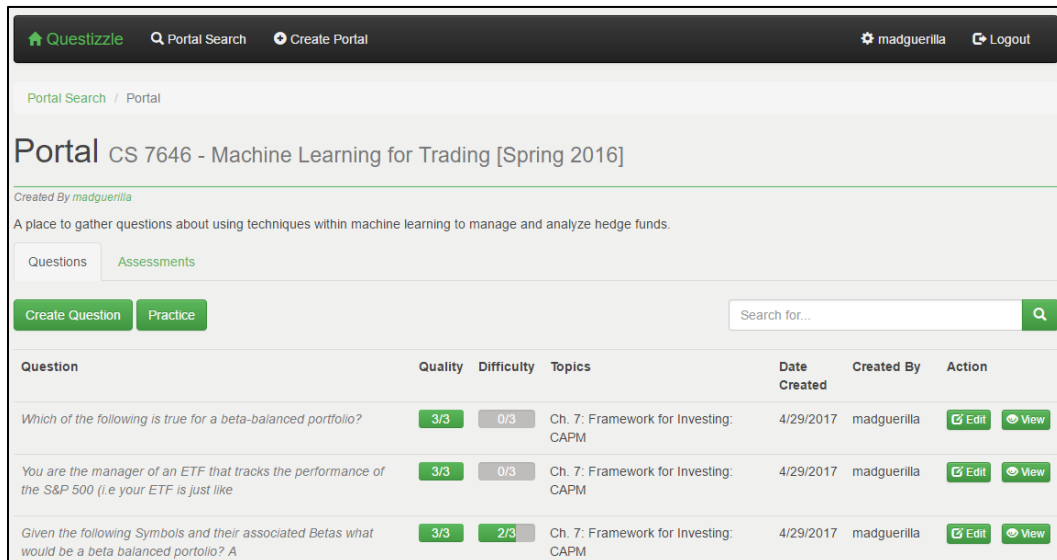 Questizzle Portal Search Create Portal madguerilla Logout
Portal Search / Portal
Portal CS 7646 - Machine Learning for Trading [Spring 2016]
Created By madguerilla
A place to gather questions about using techniques within machine learning to manage and analyze hedge funds.
Questions Assessments
Create Question Practice Search for...
Question Quality Difficulty Topics Date Created Created By Action
Which of the following is true for a beta-balanced portfolio? 3/3 0/3 Ch. 7: Framework for Investing: 4/29/2017 madguerilla Edit View
CAPM
You are the manager of an ETF that tracks the performance of 3/3 0/3 Ch. 7: Framework for Investing: 4/29/2017 madguerilla Edit View
the S&P 500 (i.e your ETF is just like CAPM
Given the following Symbols and their associated Betas what 3/3 2/3 Ch. 7: Framework for Investing: 4/29/2017 madguerilla Edit View
would be a beta balanced portolio? A CAPM